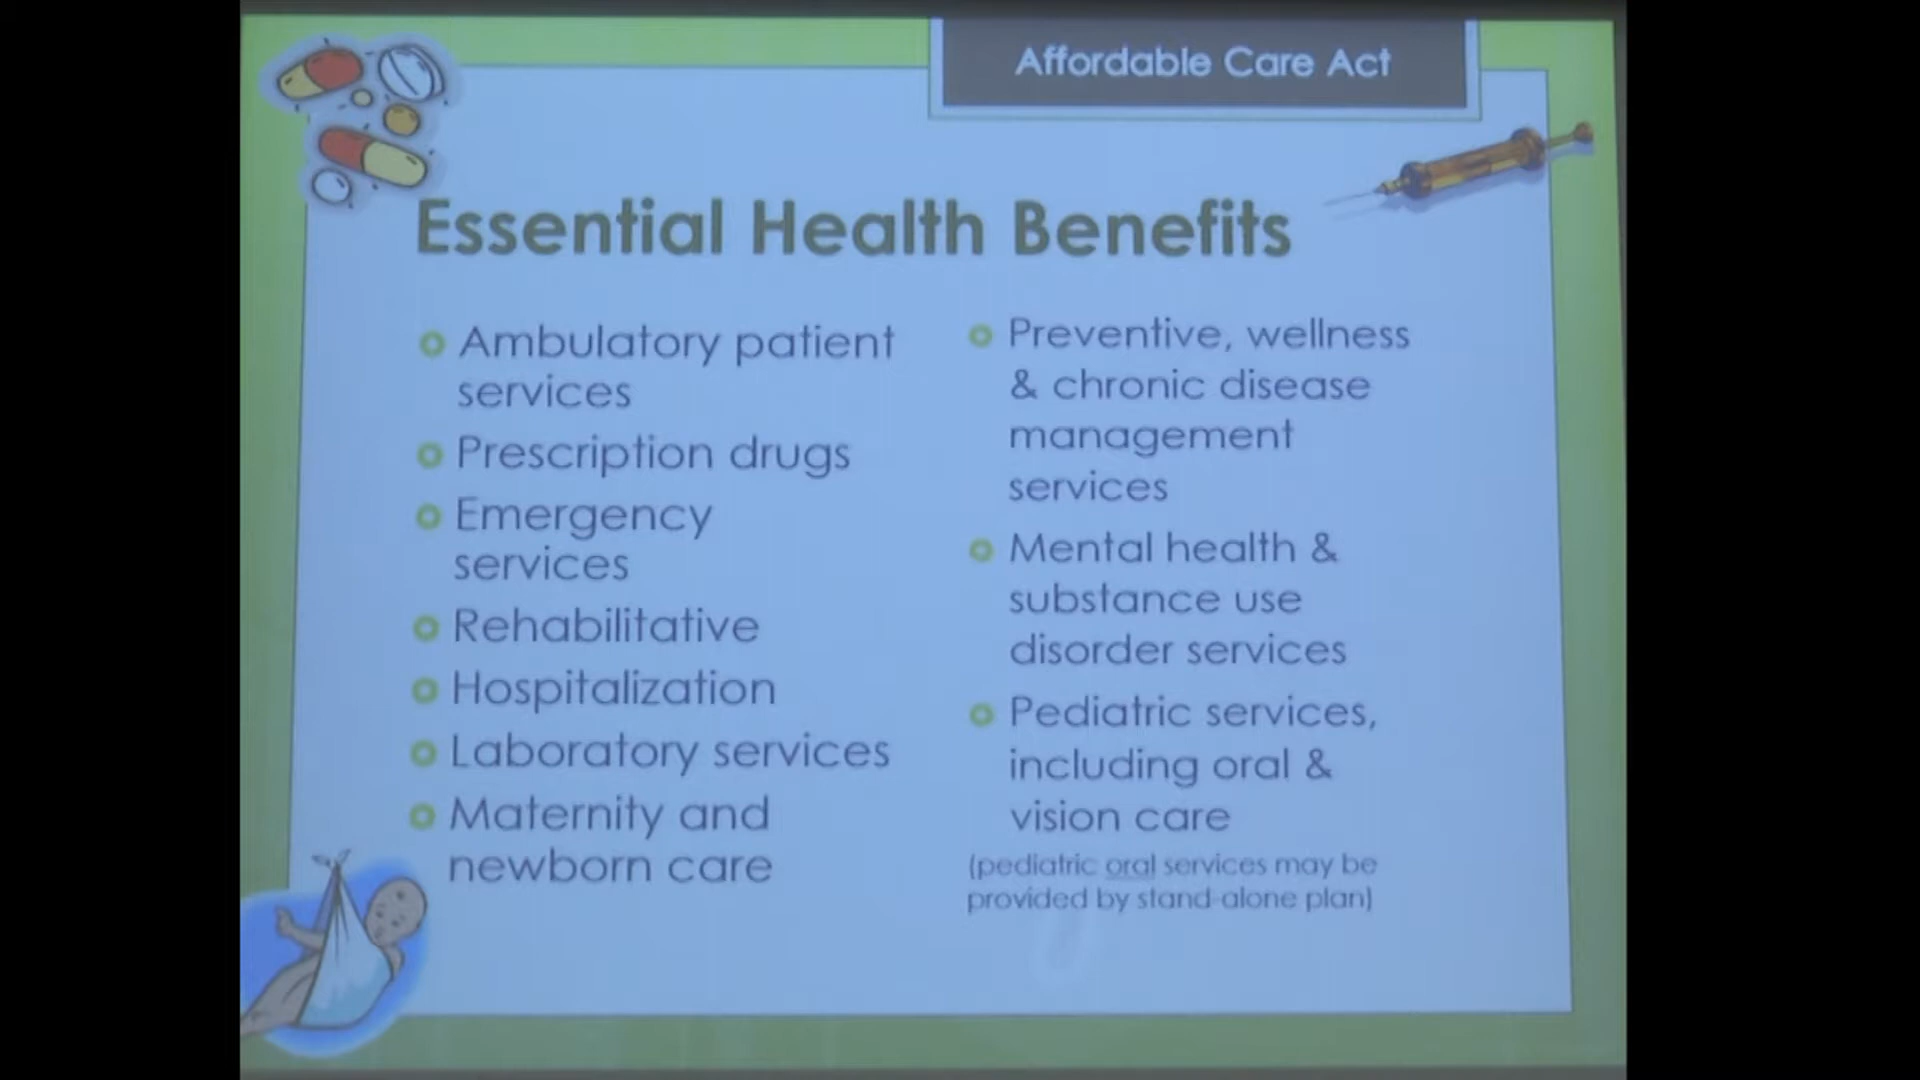 Affordable Care Act
Essential Health Benefits
Ambulatory patient
services
Prescription drugs
Emergency
services
Rehabilitative
Hospitalization
Laboratory services
Maternity and
newborn care
Preventive, wellness
& chronic disease
management
services
Mental health &
substance use
disorder services
Pediatric services,
including oral &
vision care
(pediatric oral services may be
provided by stand-alone plan)